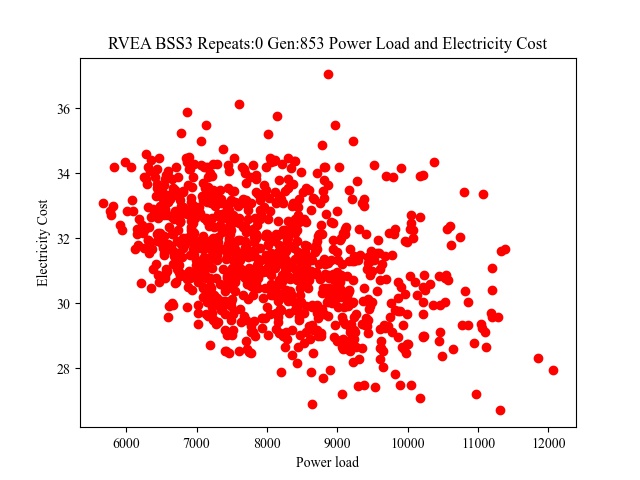 RVEA BSS3 Repeats:0 Gen:853 Power Load and Electricity Cost
Electricity Cost
36
34
32
30
28
6000 7000 8000 9000 10000 11000 12000
Power load